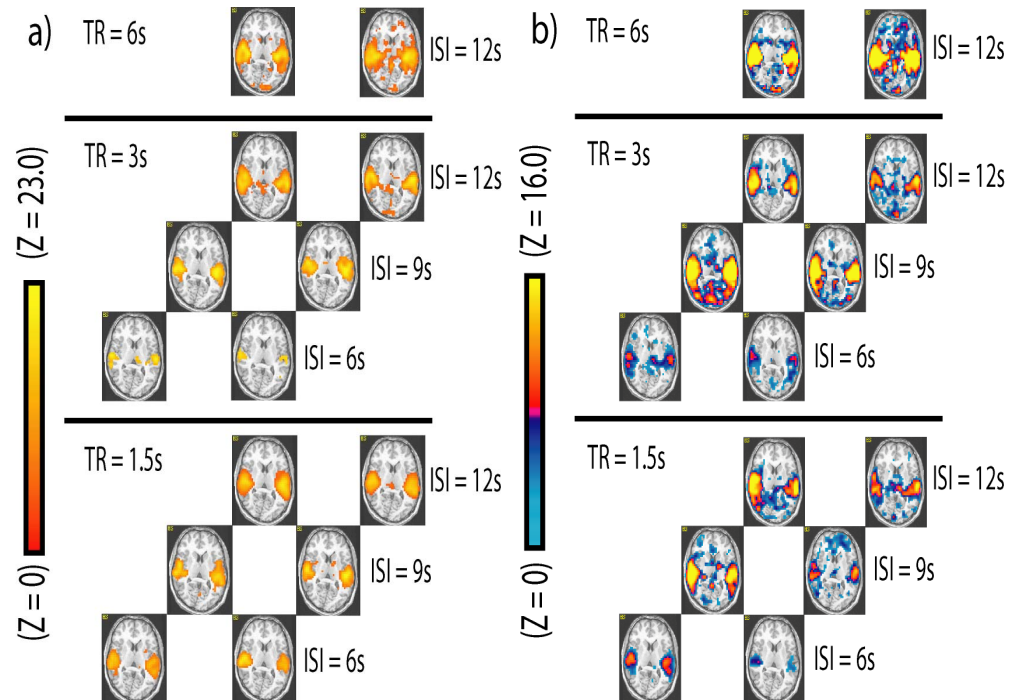 a)
TR = 6s
ISI = 12s
TR = 3s
ISI = 12s
ISI = 9s
ISI = 6s
TR = 1.5s
ISI = 12s
ISI = 9s
ISI = 6s
(Z = 23.0)
(Z = 0)
b)
TR = 6s
ISI = 12s
TR = 3s
ISI = 12s
ISI = 9s
ISI = 6s
TR = 1.5s
ISI = 12s
ISI = 9s
ISI = 6s
(Z = 16.0)
(Z = 0)